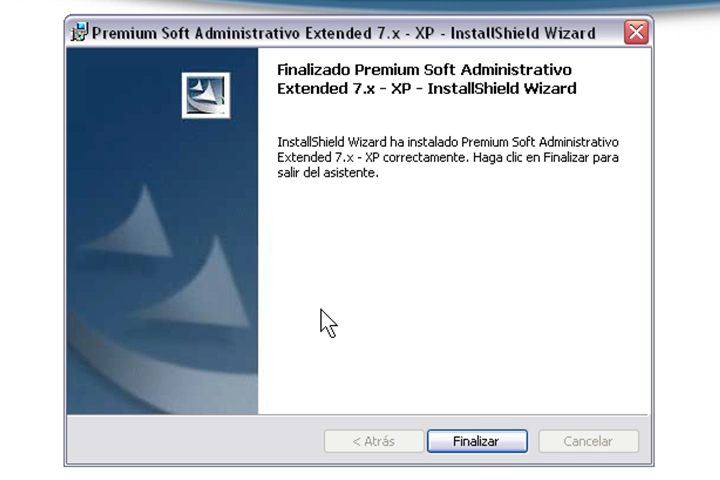 Premium Soft Administrativo Extended 7.x - XP - InstallShield Wizard
Finalizado Premium Soft Administrativo
Extended 7.x - XP - InstallShield Wizard
InstallShield Wizard ha instalado Premium Soft Administrativo
Extended 7.x - XP correctamente. Haga clic en Finalizar para
salir del asistente.
< Atrás
Finalizar
Cancelar